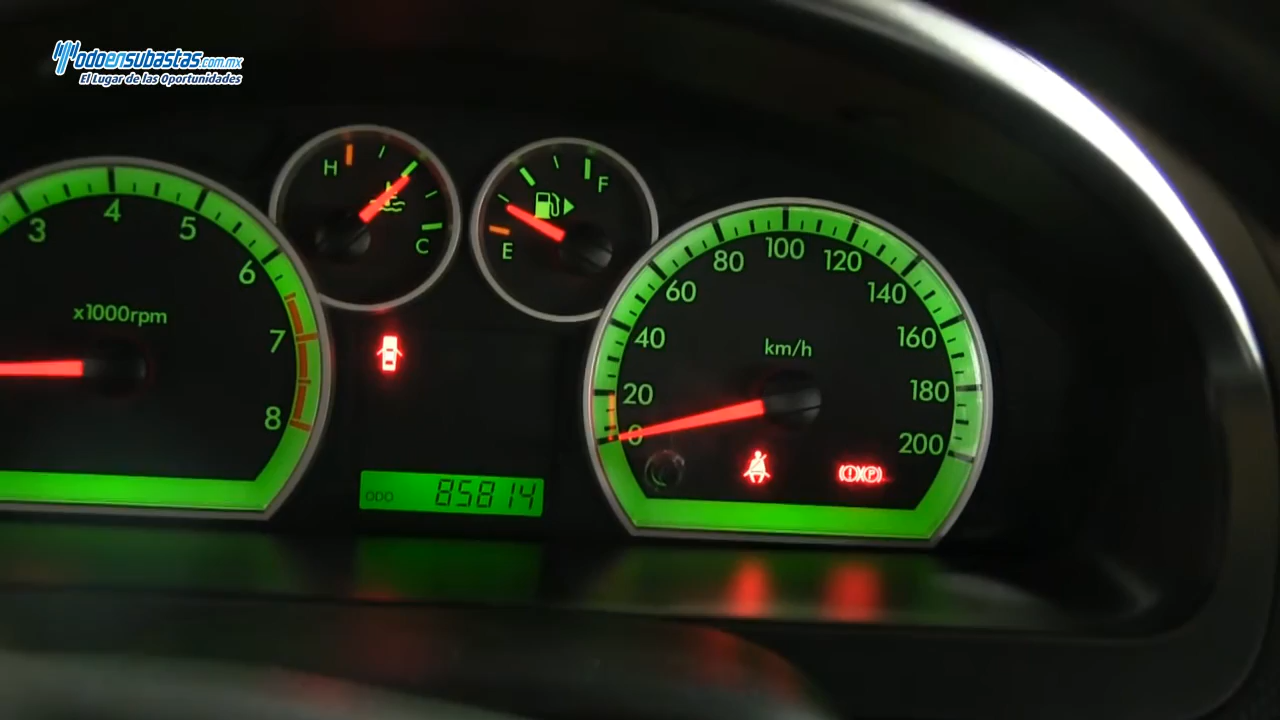 Todoensubastas.com.mx
El Lugar de las Oportunidades
H
C
F
E
3
4
5
6
7
8
x1000rpm
0
20
40
60
80
100
120
140
160
180
200
km/h
ODO 85814
(!)(P)